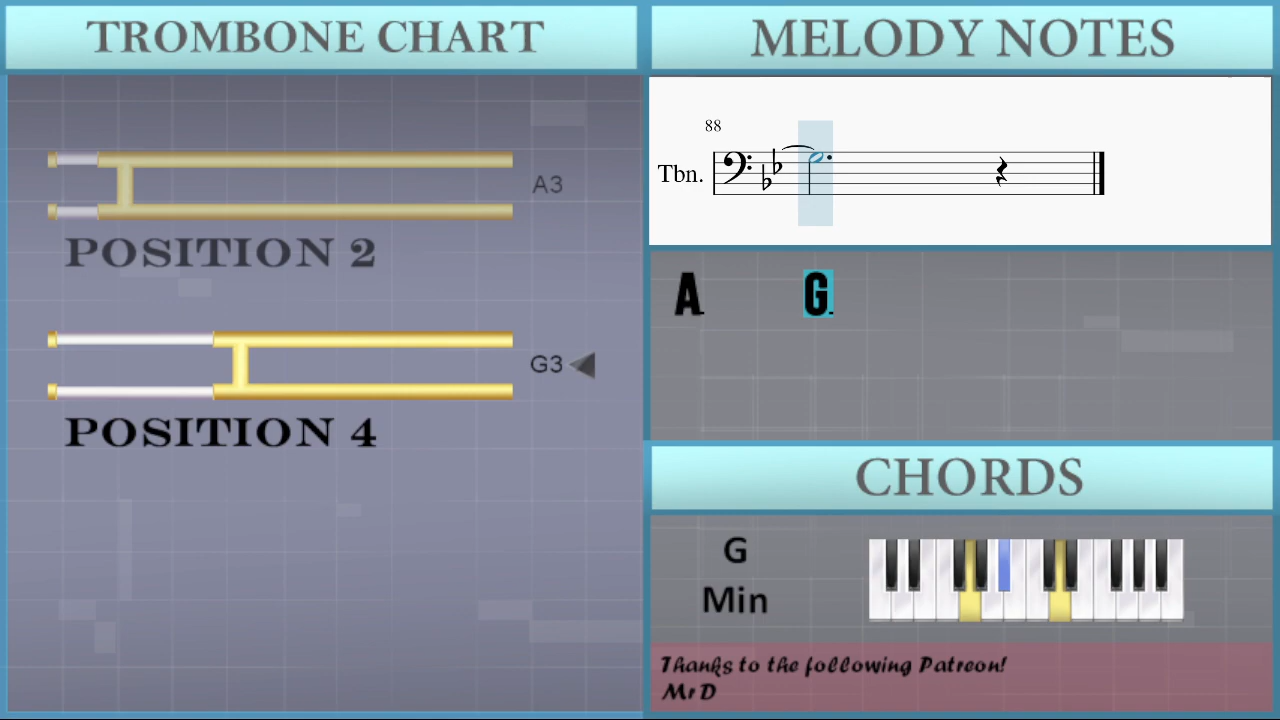 TROMBONE CHART
A3
POSITION 2
G3
POSITION 4
MELODY NOTES
88
Tbn.
A G
CHORDS
G
Min
Thanks to the following Patreon!
Mr D